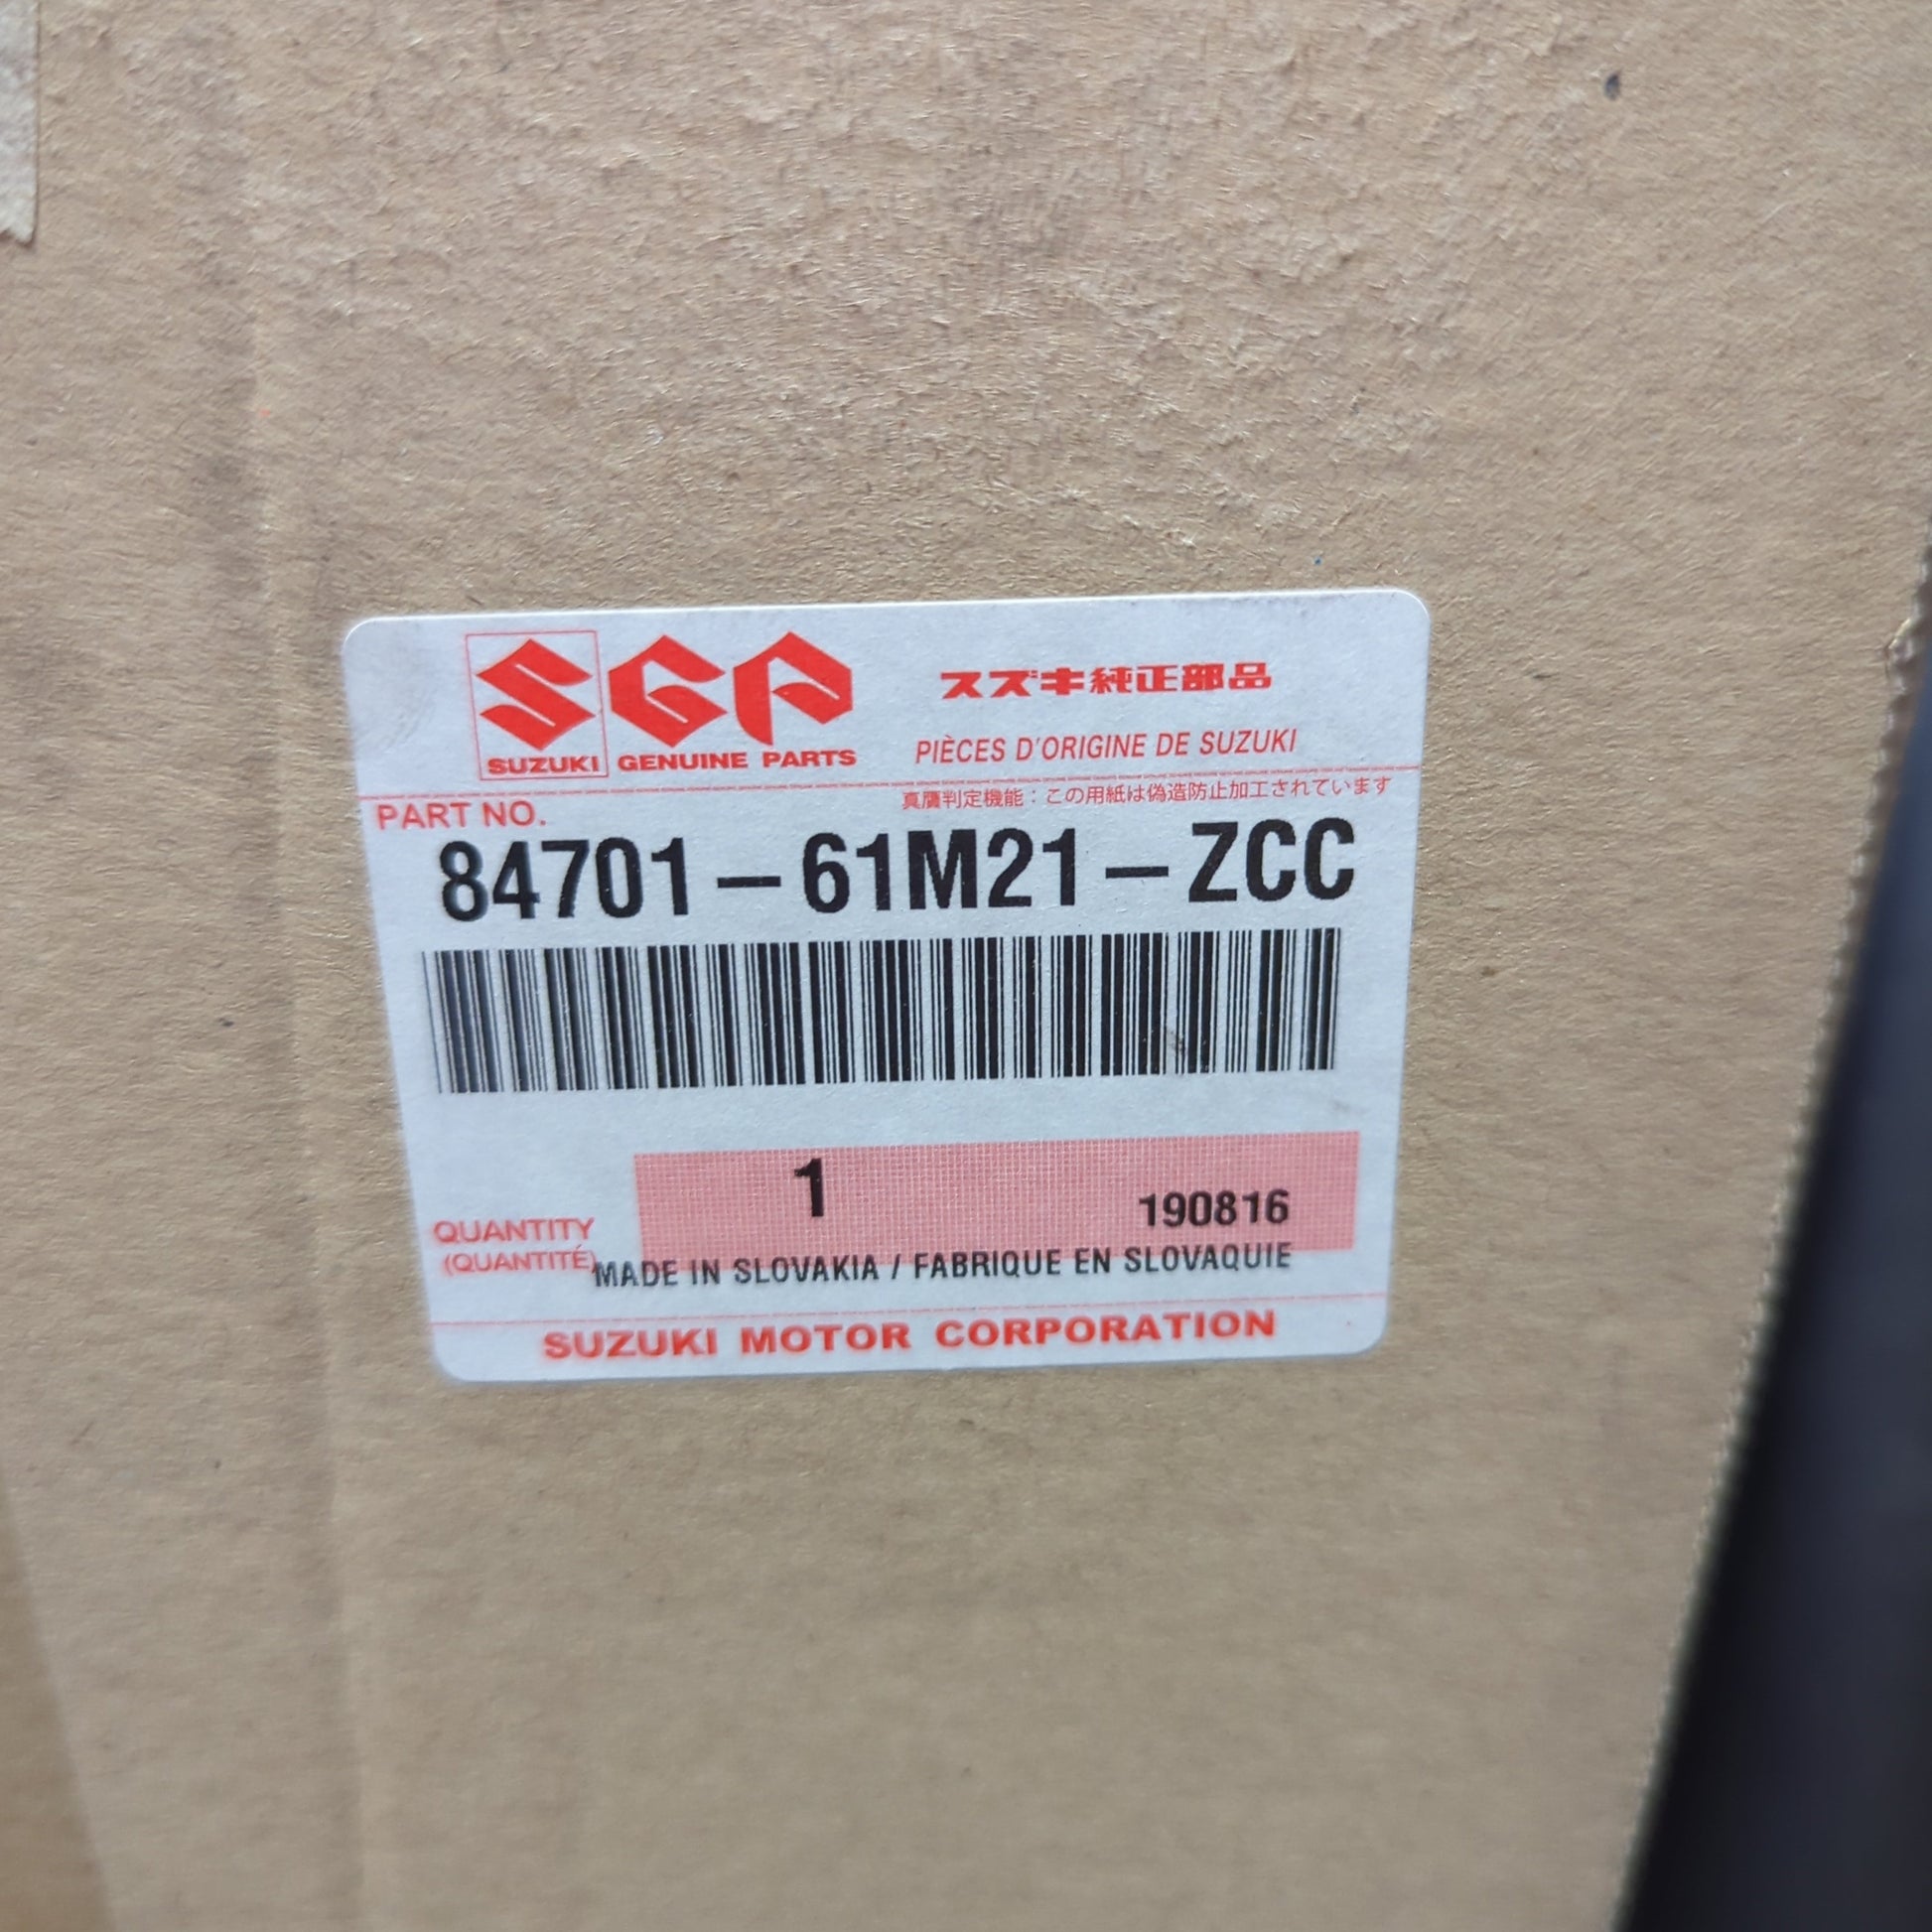 SGP
スズキ純正部品
SUZUKI GENUINE PARTS
PIÈCES D'ORIGINE DE SUZUKI
PART NO.
真贋判定機能：この用紙は偽造防止加工されています
84701-61M21-ZCC
1
190816
QUANTITY
(QUANTITÉ)
MADE IN SLOVAKIA / FABRIQUE EN SLOVAQUIE
SUZUKI MOTOR CORPORATION